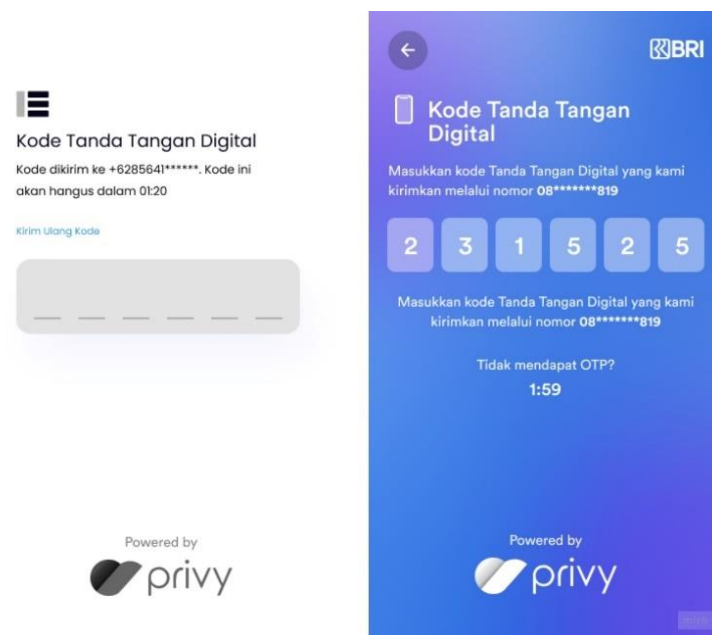 Kode Tanda Tangan Digital
Kode dikirim ke +6285641******. Kode ini
akan hangus dalam 01:20
Kirim Ulang Kode
Powered by
privy
BRI
Kode Tanda Tangan
Digital
Masukkan kode Tanda Tangan Digital yang kami
kirimkan melalui nomor 08*******819
2 3 1 5 2 5
Masukkan kode Tanda Tangan Digital yang kami
kirimkan melalui nomor 08*******819
Tidak mendapat OTP?
1:59
Powered by
privy
miro